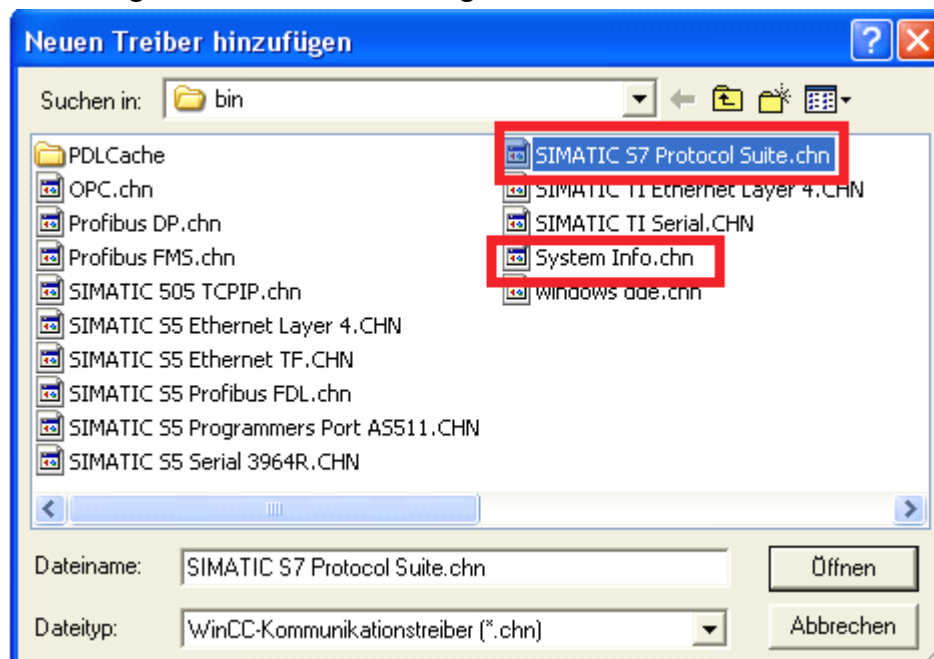 Neuen Treiber hinzufügen
Suchen in: bin
PDLCache
OPC.chn
Profibus DP.chn
Profibus FMS.chn
SIMATIC 505 TCPIP.chn
SIMATIC S5 Ethernet Layer 4.CHN
SIMATIC S5 Ethernet TF.CHN
SIMATIC S5 Profibus FDL.chn
SIMATIC S5 Programmers Port AS511.CHN
SIMATIC S5 Serial 3964R.CHN
SIMATIC S7 Protocol Suite.chn
SIMATIC TI Ethernet Layer 4.CHN
SIMATIC TI Serial.CHN
System Info.chn
Windows dde.chn
Dateiname: SIMATIC S7 Protocol Suite.chn
Öffnen
Dateityp: WinCC-Kommunikationstreiber (*.chn)
Abbrechen